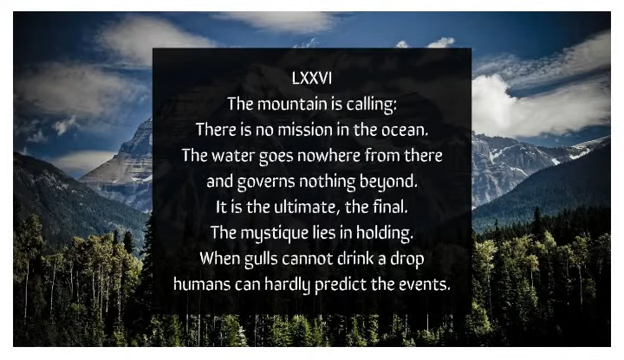 LXXVI
The mountain is calling:
There is no mission in the ocean.
The water goes nowhere from there
and governs nothing beyond.
It is the ultimate, the final.
The mystique lies in holding.
When gulls cannot drink a drop
humans can hardly predict the events.